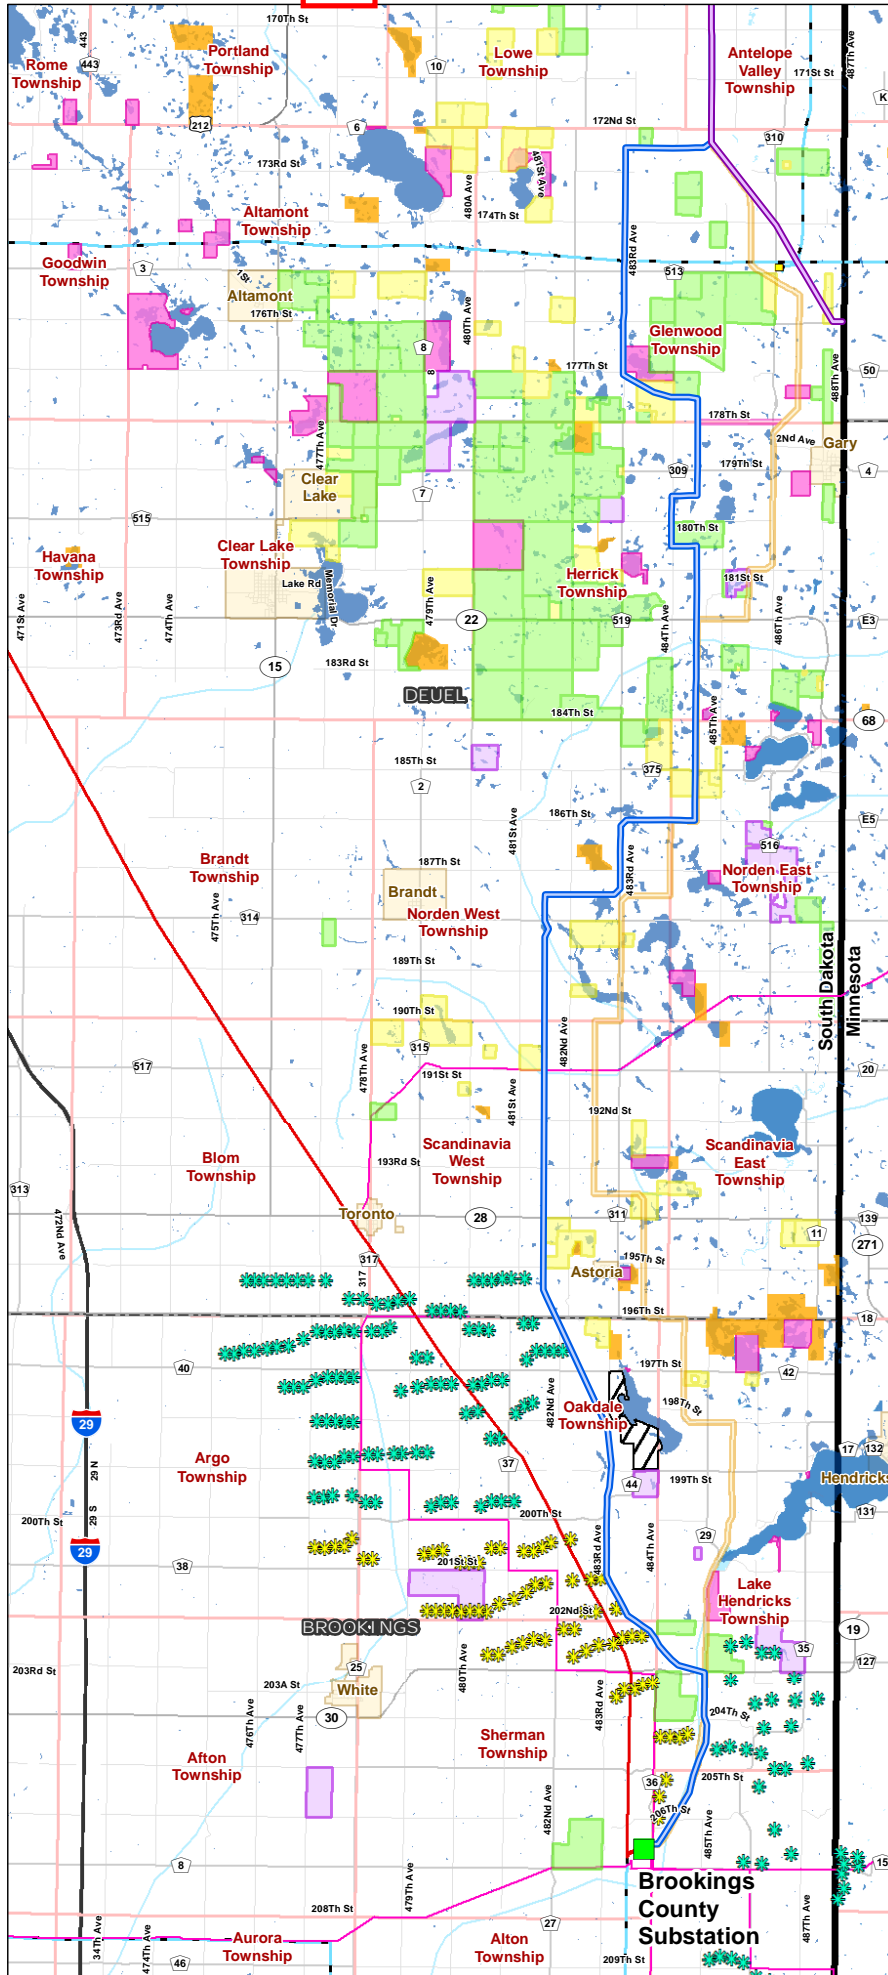 170Th St
443
443
Rome
Township
Portland
Township
10
Lowe
Township
Antelope
Valley
Township
171St St
487Th Ave
K
212
6
172Nd St
310
173Rd St
481St Ave
480A Ave
174Th St
Altamont
Township
483Rd Ave
Goodwin
Township
3
1St
Altamont
176Th St
513
480Th Ave
Glenwood
Township
8
8
177Th St
50
488Th Ave
178Th St
2Nd Ave
Gary
477Th Ave
309
179Th St
4
Clear
Lake
7
515
180Th St
Havana
Township
Clear Lake
Township
Lake Rd
Memorial Dr
Herrick
Township
181St St
471St Ave
473Rd Ave
474Th Ave
479Th Ave
22
519
484Th Ave
486Th Ave
E3
15
183Rd St
DEUEL
184Th St
485Th Ave
68
185Th St
375
2
186Th St
481St Ave
E5
516
Brandt
Township
187Th St
483Rd Ave
Norden East
Township
Brandt
475Th Ave
314
Norden West
Township
189Th St
South Dakota
Minnesota
190Th St
315
478Th Ave
482Nd Ave
517
191St St
20
481St Ave
192Nd St
Blom
Township
193Rd St
Scandinavia
West
Township
Scandinavia
East
Township
313
472Nd Ave
Toronto
28
311
139
11
271
317
317
195Th St
Astoria
196Th St
18
40
197Th St
42
482Nd Ave
Oakdale
Township
198Th St
29
Argo
Township
37
29 N
17
132
44
199Th St
Hendricks
29 S
200Th St
200Th St
131
29
483Rd Ave
484Th Ave
29
38
201St St
Lake
Hendricks
Township
BROOKINGS
202Nd St
19
35
127
203Rd St
25
480Th Ave
203A St
White
476Th Ave
477Th Ave
30
483Rd Ave
204Th St
Sherman
Township
Afton
Township
205Th St
36
206Th St
482Nd Ave
485Th Ave
8
15
479Th Ave
Brookings
County
Substation
208Th St
27
487Th Ave
34Th Ave
474Th Ave
Aurora
Township
Alton
Township
46
209Th St